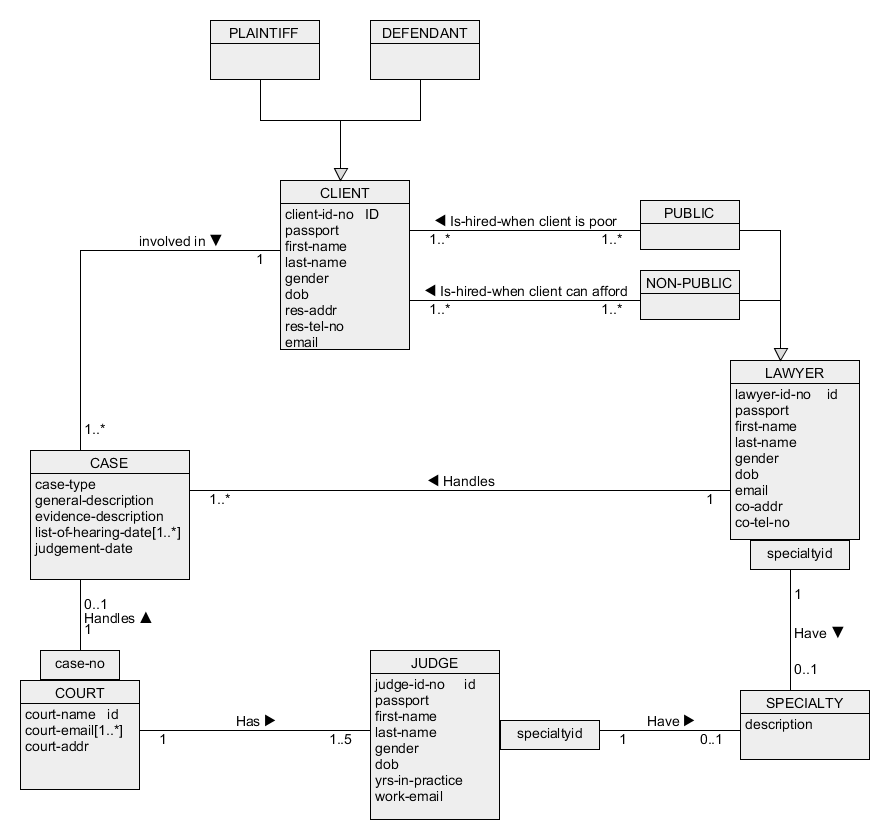 PLAINTIFF
DEFENDANT
CLIENT
client-id-no ID
passport
first-name
last-name
gender
dob
res-addr
res-tel-no
email
◀ Is-hired-when client is poor
1..* 1..*
PUBLIC
◀ Is-hired-when client can afford
1..* 1..*
NON-PUBLIC
involved in ▼
1
1..*
LAWYER
lawyer-id-no id
passport
first-name
last-name
gender
dob
email
co-addr
co-tel-no
specialtyid
CASE
case-type
general-description
evidence-description
list-of-hearing-date[1..*]
judgement-date
◀ Handles
1..* 1
0..1
Handles ▲
1
case-no
COURT
court-name id
court-email[1..*]
court-addr
Has ▶
1 1..5
JUDGE
judge-id-no id
passport
first-name
last-name
gender
dob
yrs-in-practice
work-email
specialtyid
Have ▶
1 0..1
1
Have ▼
0..1
SPECIALTY
description